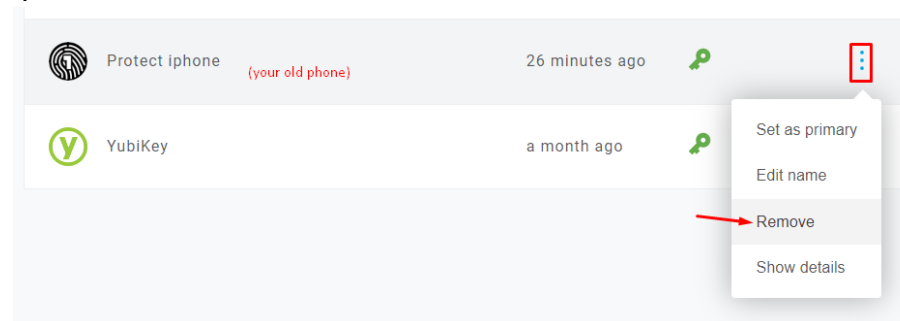 Protect iphone
(your old phone)
26 minutes ago
YubiKey
a month ago
Set as primary
Edit name
Remove
Show details